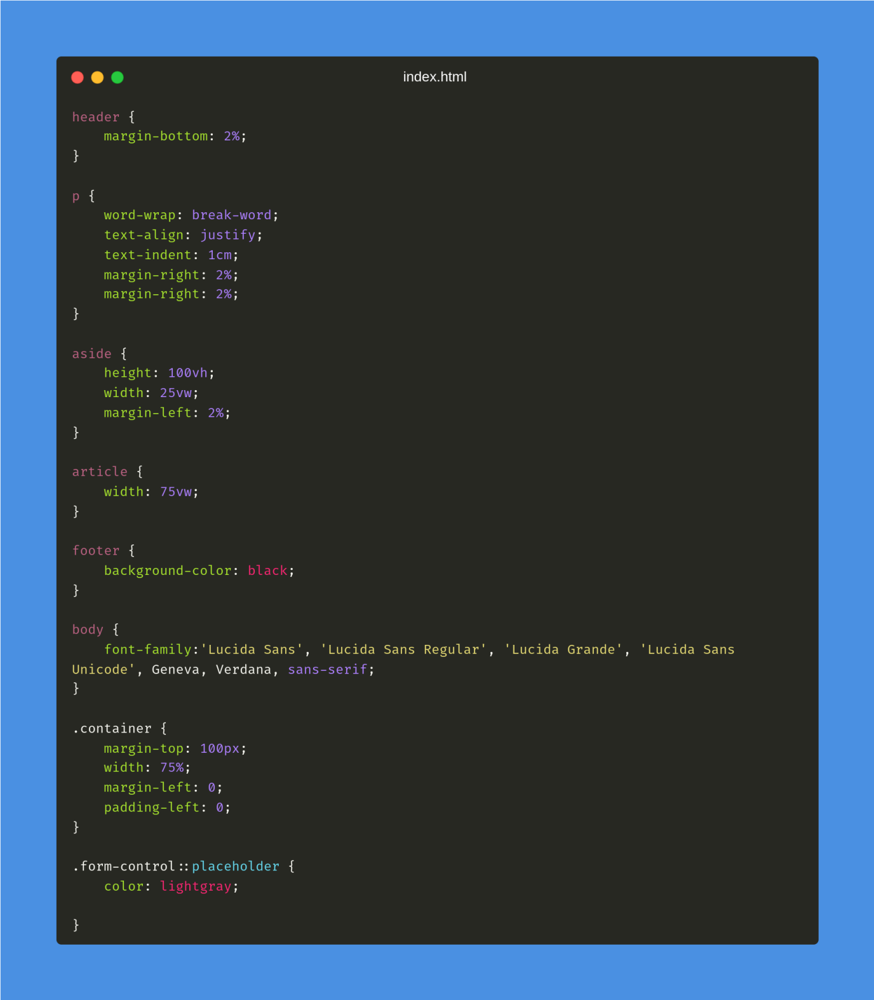 index.html
header {
    margin-bottom: 2%;
}
p {
    word-wrap: break-word;
    text-align: justify;
    text-indent: 1cm;
    margin-right: 2%;
    margin-right: 2%;
}
aside {
    height: 100vh;
    width: 25vw;
    margin-left: 2%;
}
article {
    width: 75vw;
}
footer {
    background-color: black;
}
body {
    font-family:'Lucida Sans', 'Lucida Sans Regular', 'Lucida Grande', 'Lucida Sans
Unicode', Geneva, Verdana, sans-serif;
}
.container {
    margin-top: 100px;
    width: 75%;
    margin-left: 0;
    padding-left: 0;
}
.form-control::placeholder {
    color: lightgray;
}